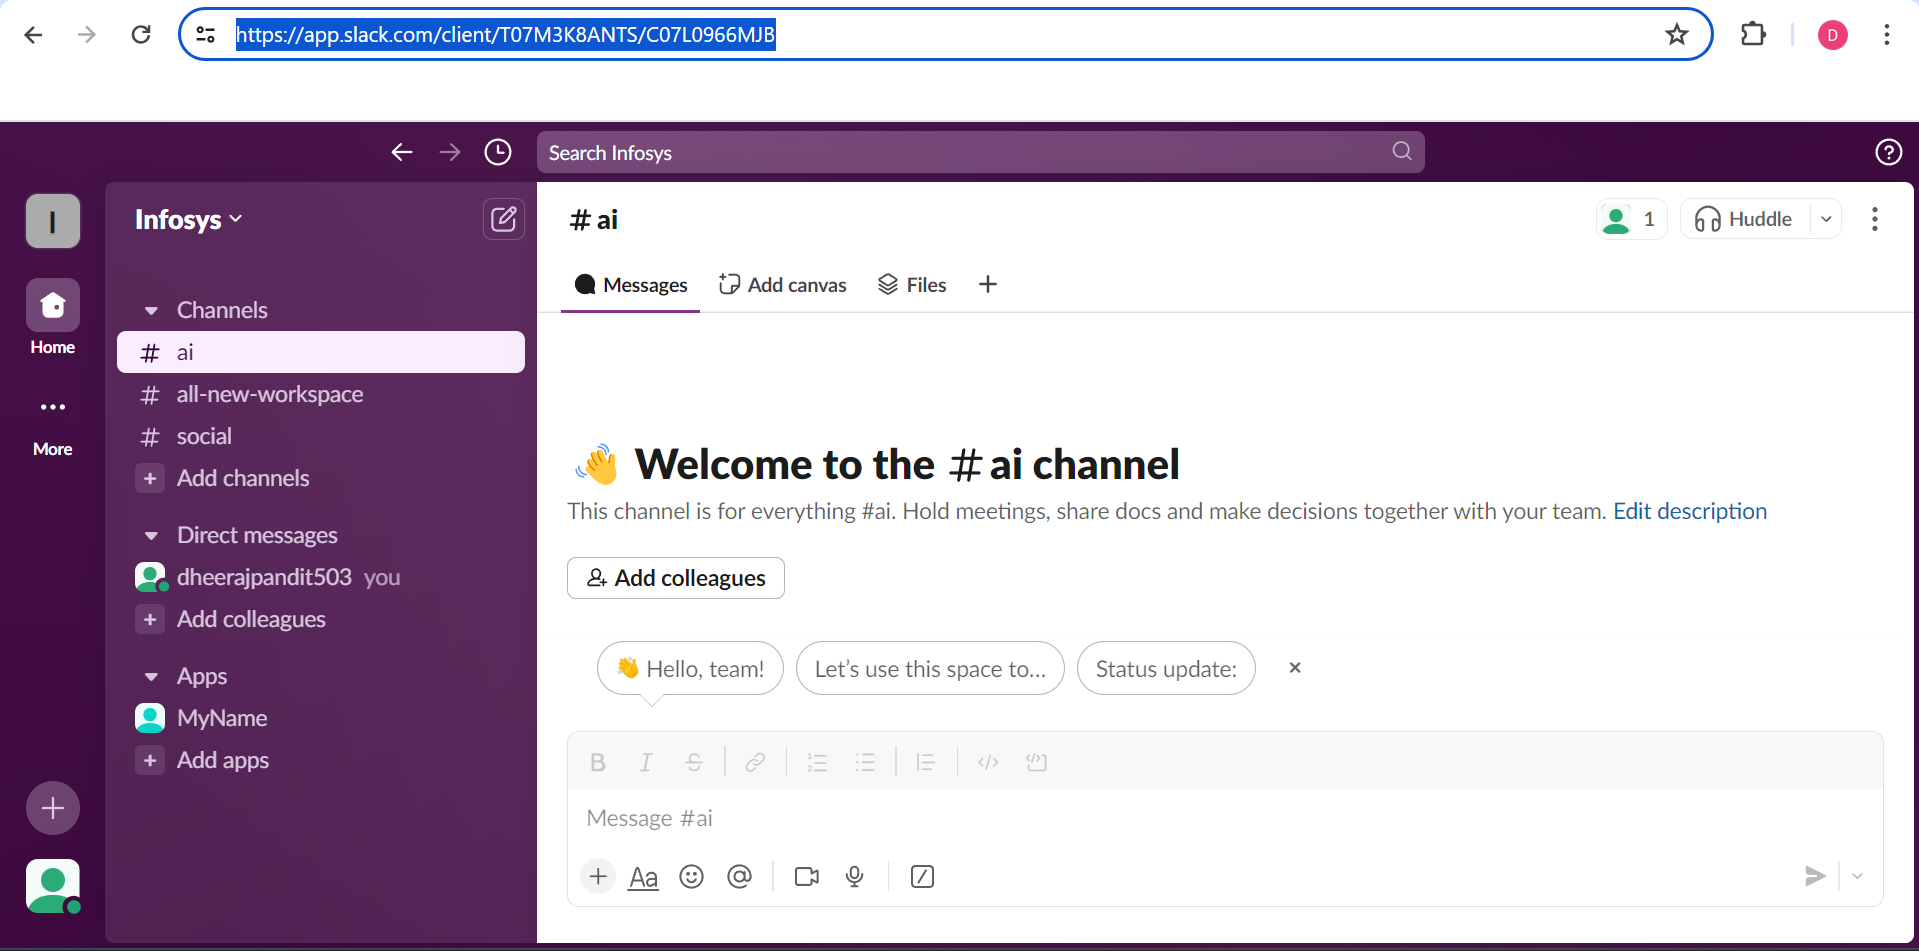 https://app.slack.com/client/T07M3K8ANTS/C07L0966MJB
D
Search Infosys
I
Home
More
Infosys
Channels
# ai
# all-new-workspace
# social
+ Add channels
Direct messages
dheerajpandit503 you
+ Add colleagues
Apps
MyName
+ Add apps
# ai
1
Huddle
Messages
Add canvas
Files
👋 Welcome to the # ai channel
This channel is for everything #ai. Hold meetings, share docs and make decisions together with your team. Edit description
Add colleagues
👋 Hello, team!
Let’s use this space to...
Status update:
B I S
Message #ai
Aa